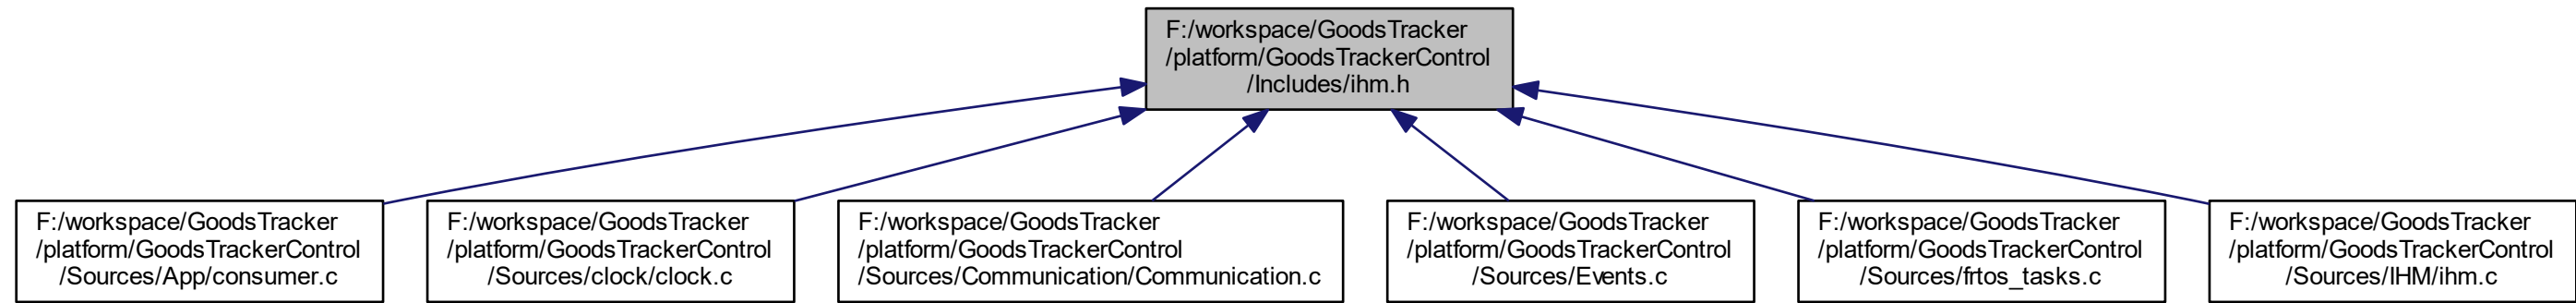 F:/workspace/GoodsTracker
/platform/GoodsTrackerControl
/Includes/ihm.h
F:/workspace/GoodsTracker
/platform/GoodsTrackerControl
/Sources/App/consumer.c
F:/workspace/GoodsTracker
/platform/GoodsTrackerControl
/Sources/clock/clock.c
F:/workspace/GoodsTracker
/platform/GoodsTrackerControl
/Sources/Communication/Communication.c
F:/workspace/GoodsTracker
/platform/GoodsTrackerControl
/Sources/Events.c
F:/workspace/GoodsTracker
/platform/GoodsTrackerControl
/Sources/frtos_tasks.c
F:/workspace/GoodsTracker
/platform/GoodsTrackerControl
/Sources/IHM/ihm.c